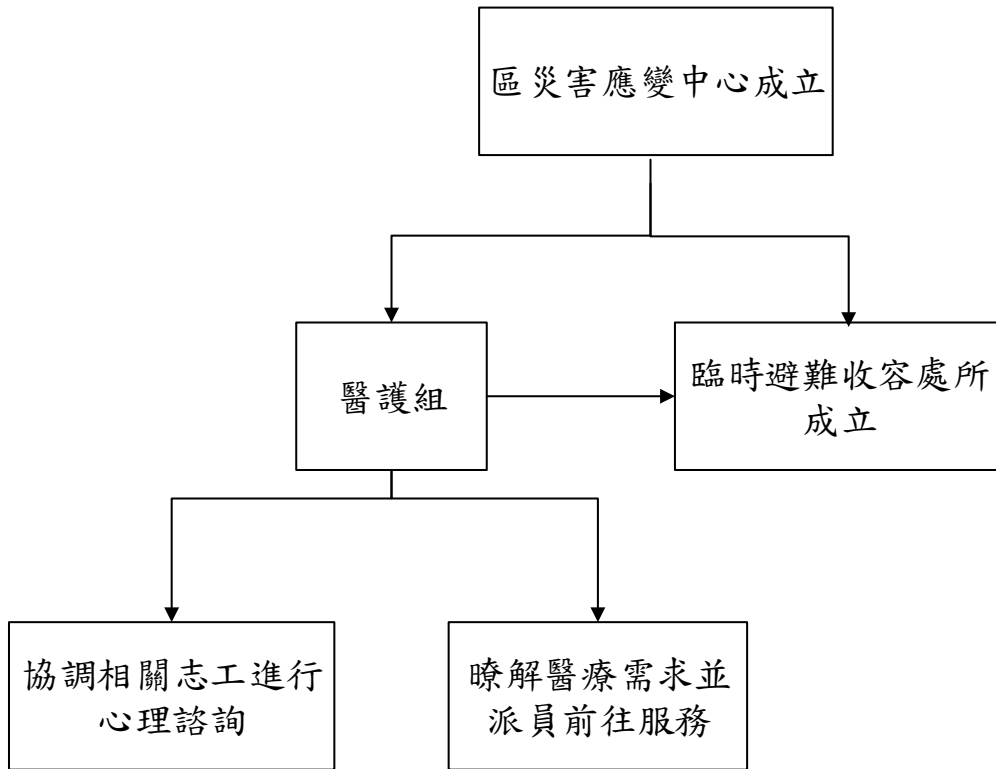 區災害應變中心成立
醫護組
臨時避難收容處所
成立
協調相關志工進行
心理諮詢
暸解醫療需求並
派員前往服務